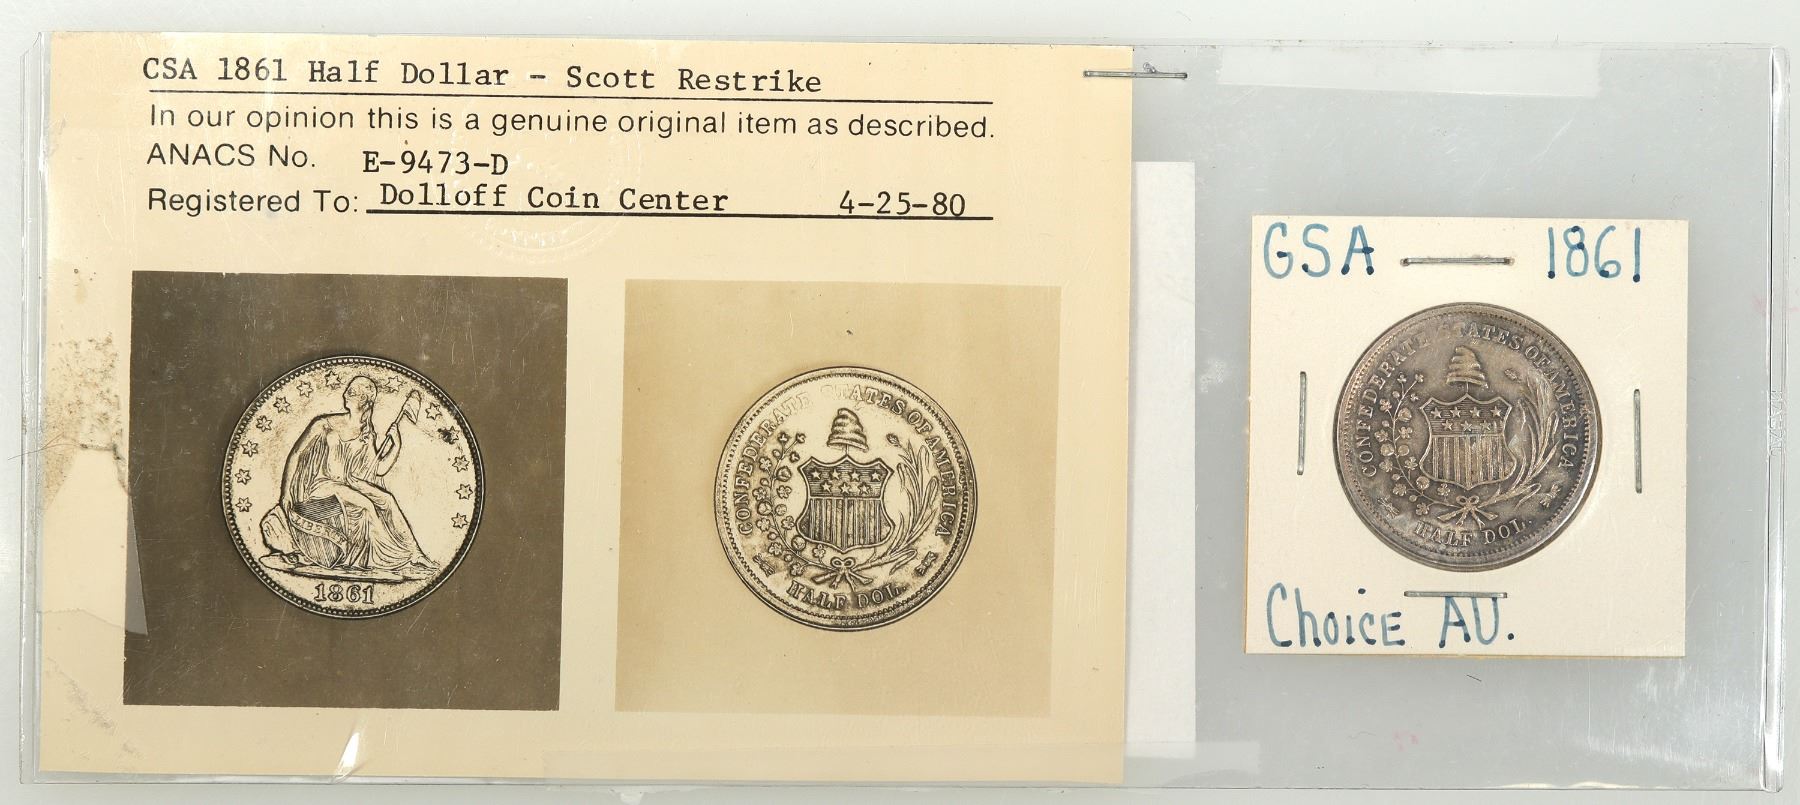 CSA 1861 Half Dollar - Scott Restrike
In our opinion this is a genuine original item as described.
ANACS No. E-9473-D
Registered To: Dolloff Coin Center 4-25-80
LIBERTY
1861
CONFEDERATE STATES OF AMERICA
HALF DOL.
GSA 1861
CONFEDERATE STATES OF AMERICA
HALF DOL.
Choice AU.